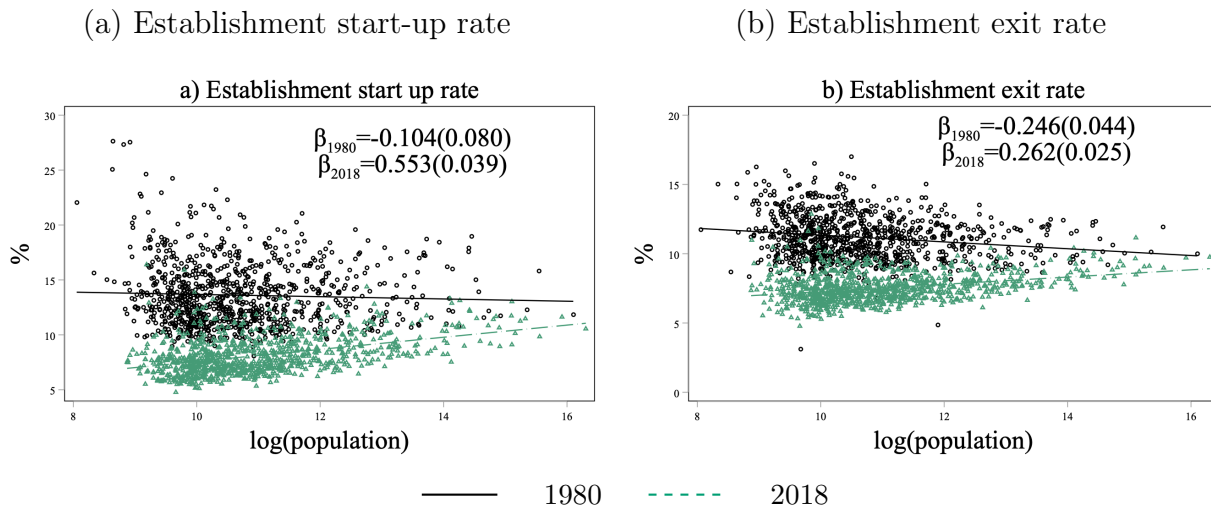 (a) Establishment start-up rate
(b) Establishment exit rate
a) Establishment start up rate
β1980=-0.104(0.080)
β2018=0.553(0.039)
%
30
25
20
15
10
5
8 10 12 14 16
log(population)
b) Establishment exit rate
β1980=-0.246(0.044)
β2018=0.262(0.025)
%
20
15
10
5
0
8 10 12 14 16
log(population)
1980 2018